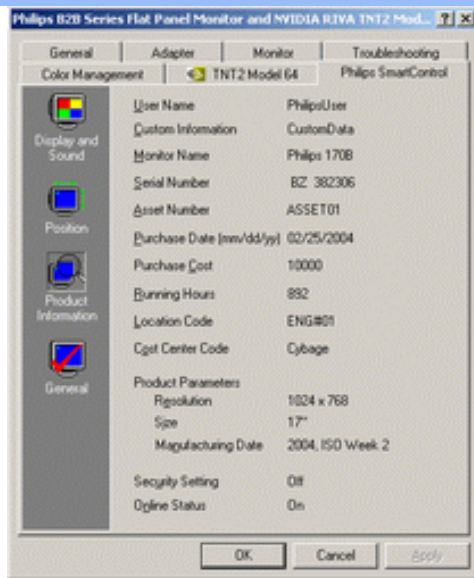 Philips B2B Series Flat Panel Monitor and NVIDIA RIVA TNT2 Mod...
General Adapter Monitor Troubleshooting
Color Management TNT2 Model 64 Philips SmartControl
User Name PhilipsUser
Custom Information CustomData
Display and Sound
Monitor Name Philips 170B
Serial Number BZ 382306
Asset Number ASSET01
Position
Purchase Date (mm/dd/yy) 02/25/2004
Purchase Cost 10000
Product Information
Running Hours 892
Location Code ENG#01
Cost Center Code Cybage
General
Product Parameters
Resolution 1024 x 768
Size 17"
Manufacturing Date 2004, ISO Week 2
Security Setting Off
Online Status On
OK Cancel Apply